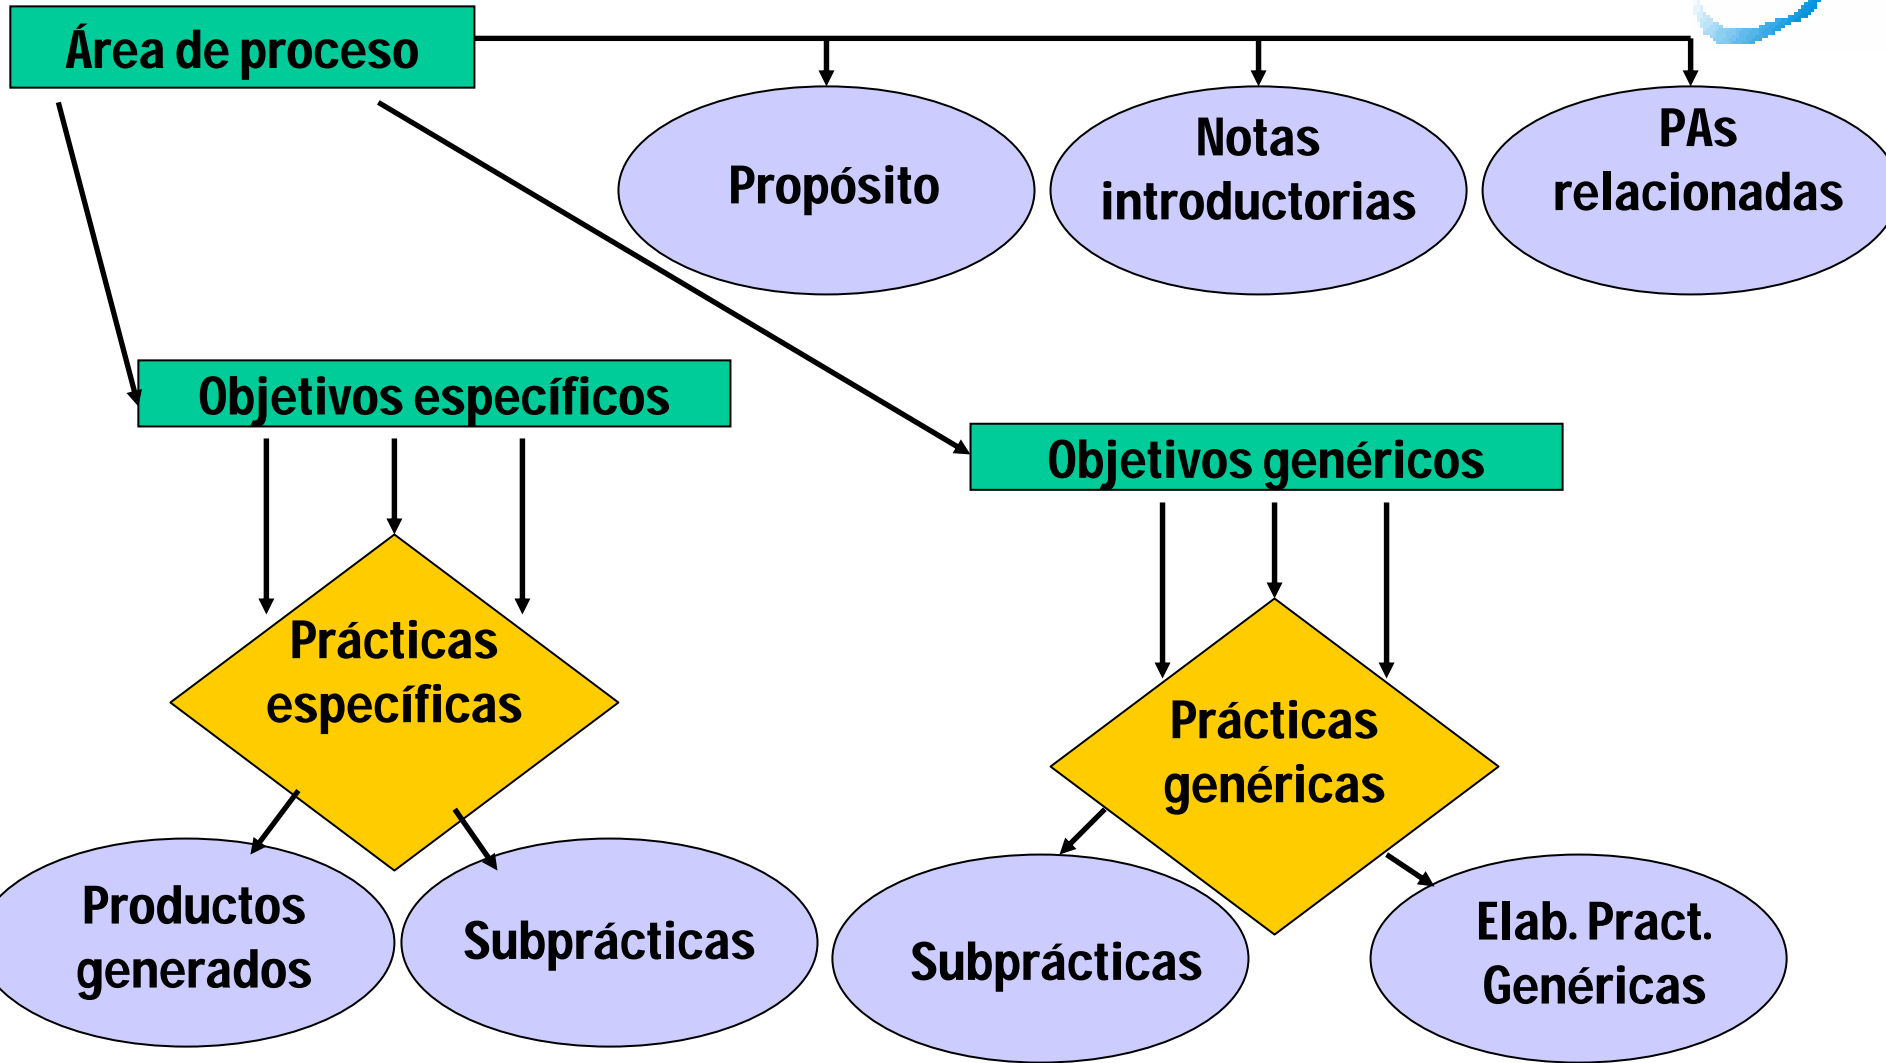 Área de proceso
Propósito
Notas
introductorias
PAs
relacionadas
Objetivos específicos
Objetivos genéricos
Prácticas
específicas
Prácticas
genéricas
Productos
generados
Subprácticas
Subprácticas
Elab. Pract.
Genéricas